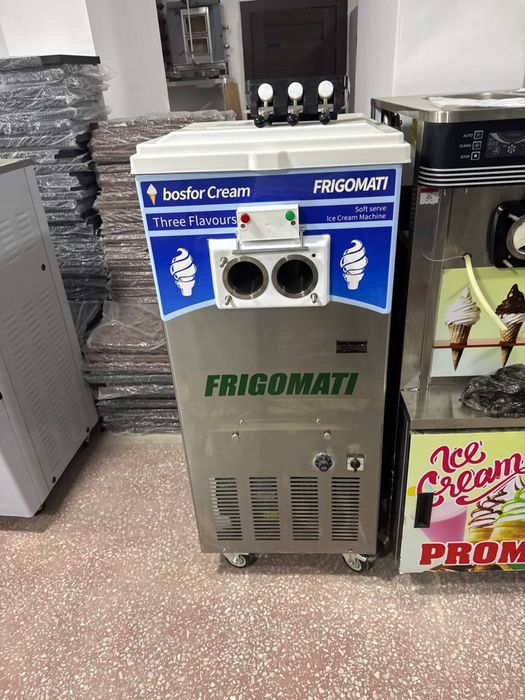 bosfor Cream
FRIGOMATI
Three Flavours
Soft serve
Ice Cream Machine
FRIGOMATI
AUTO
CLEAN
STOP
Ice
Cream
PROM